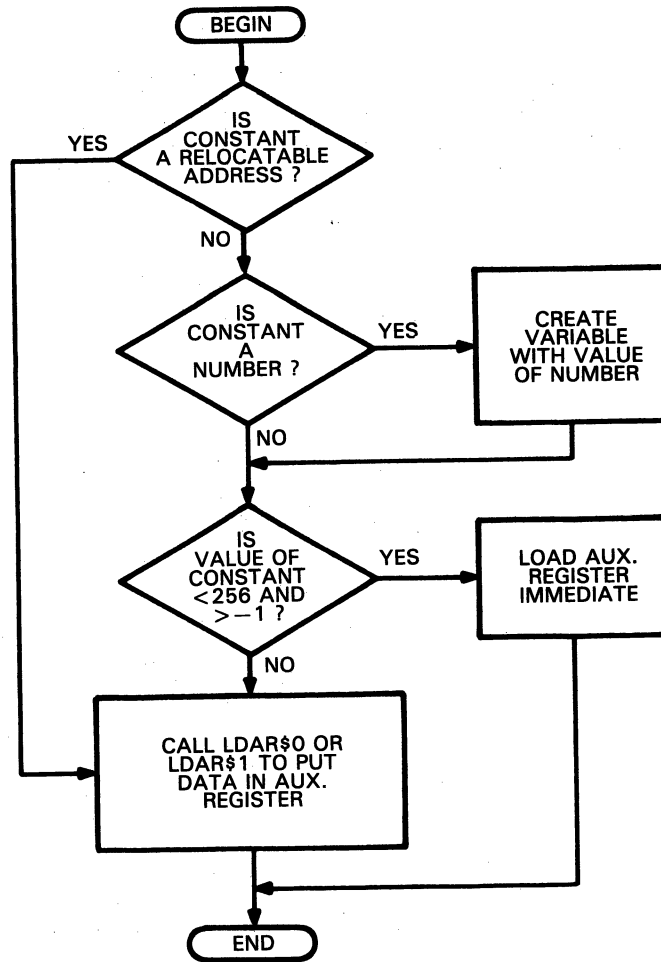 BEGIN
IS
CONSTANT
A RELOCATABLE
ADDRESS ?
YES
NO
IS
CONSTANT
A
NUMBER ?
YES
CREATE
VARIABLE
WITH VALUE
OF NUMBER
NO
IS
VALUE OF
CONSTANT
<256 AND
>−1 ?
YES
LOAD AUX.
REGISTER
IMMEDIATE
NO
CALL LDAR$0 OR
LDAR$1 TO PUT
DATA IN AUX.
REGISTER
END